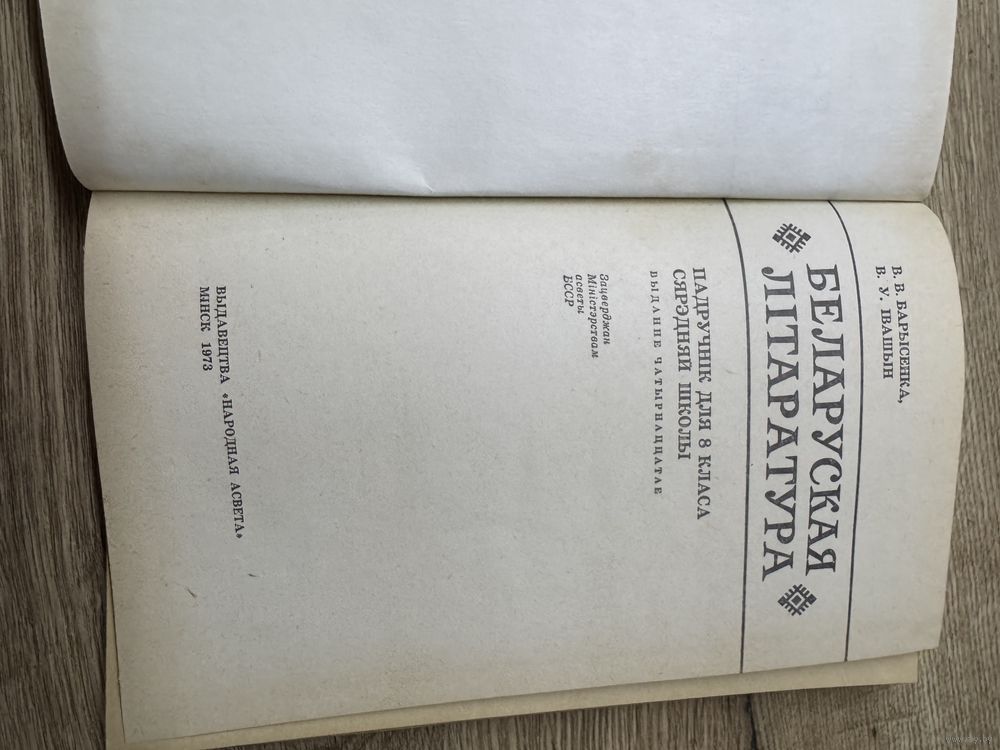 В. В. БАРЫСЕНКА,
В. У. ІВАШЫН
БЕЛАРУСКАЯ
ЛІТАРАТУРА
ПАДРУЧНІК ДЛЯ 8 КЛАСА
СЯРЭДНЯЙ ШКОЛЫ
ВЫДАННЕ ЧАТЫРНАЦЦАТАЕ
Зацверджан
Міністэрствам
асветы
БССР
ВЫДАВЕЦТВА «НАРОДНАЯ АСВЕТА»
МІНСК 1973